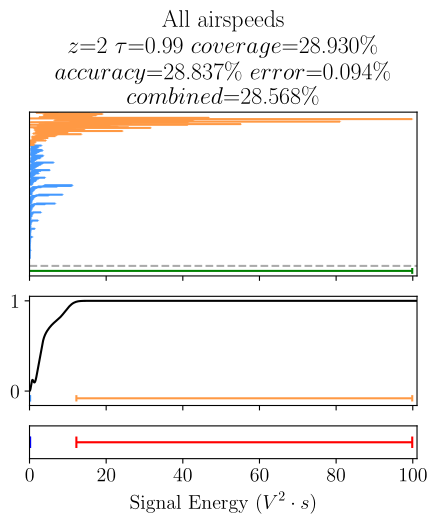 All airspeeds
z=2 τ=0.99 coverage=28.930%
accuracy=28.837% error=0.094%
combined=28.568%
1
0
0 20 40 60 80 100
Signal Energy (V² · s)